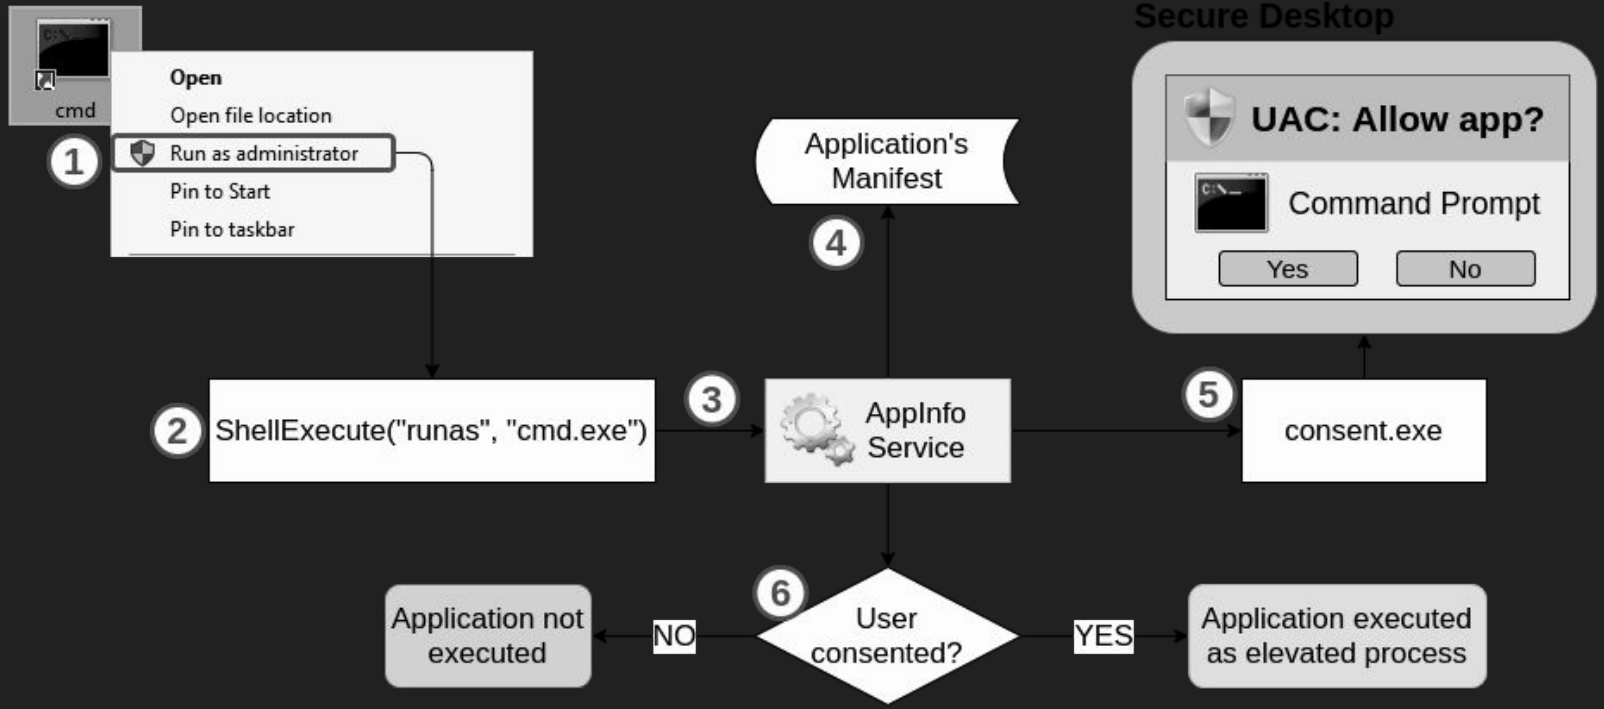 Secure Desktop
C:\_
cmd
Open
Open file location
1
Run as administrator
Pin to Start
Pin to taskbar
Application's
Manifest
4
UAC: Allow app?
C:\_
Command Prompt
Yes
No
2
ShellExecute("runas", "cmd.exe")
3
AppInfo
Service
5
consent.exe
6
User
consented?
NO
Application not
executed
YES
Application executed
as elevated process